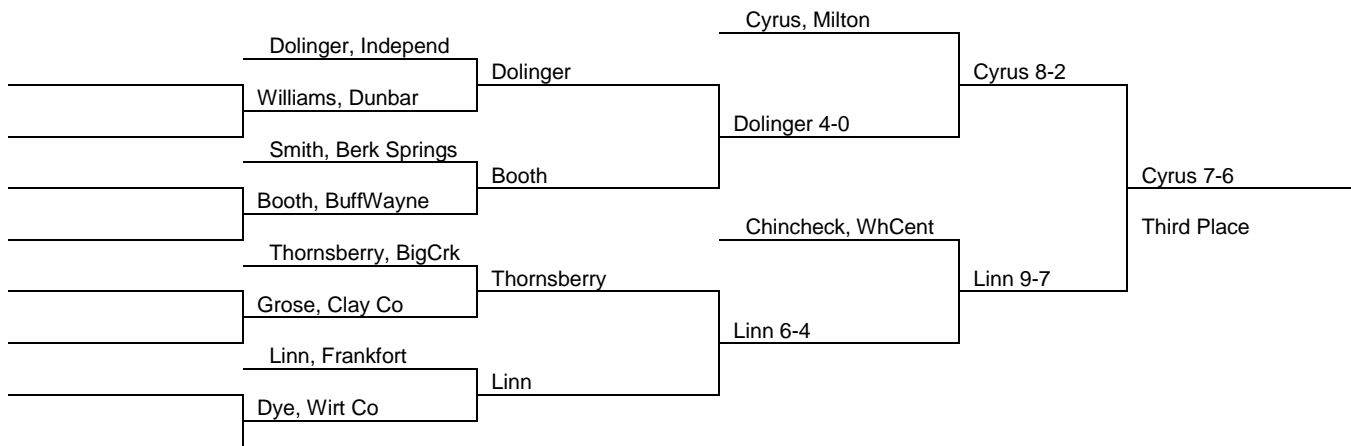 Cyrus, Milton
Dolinger, Independ
Dolinger
Cyrus 8-2
Williams, Dunbar
Dolinger 4-0
Smith, Berk Springs
Booth
Cyrus 7-6
Booth, BuffWayne
Chincheck, WhCent
Third Place
Thornsberry, BigCrk
Thornsberry
Linn 9-7
Grose, Clay Co
Linn 6-4
Linn, Frankfort
Linn
Dye, Wirt Co